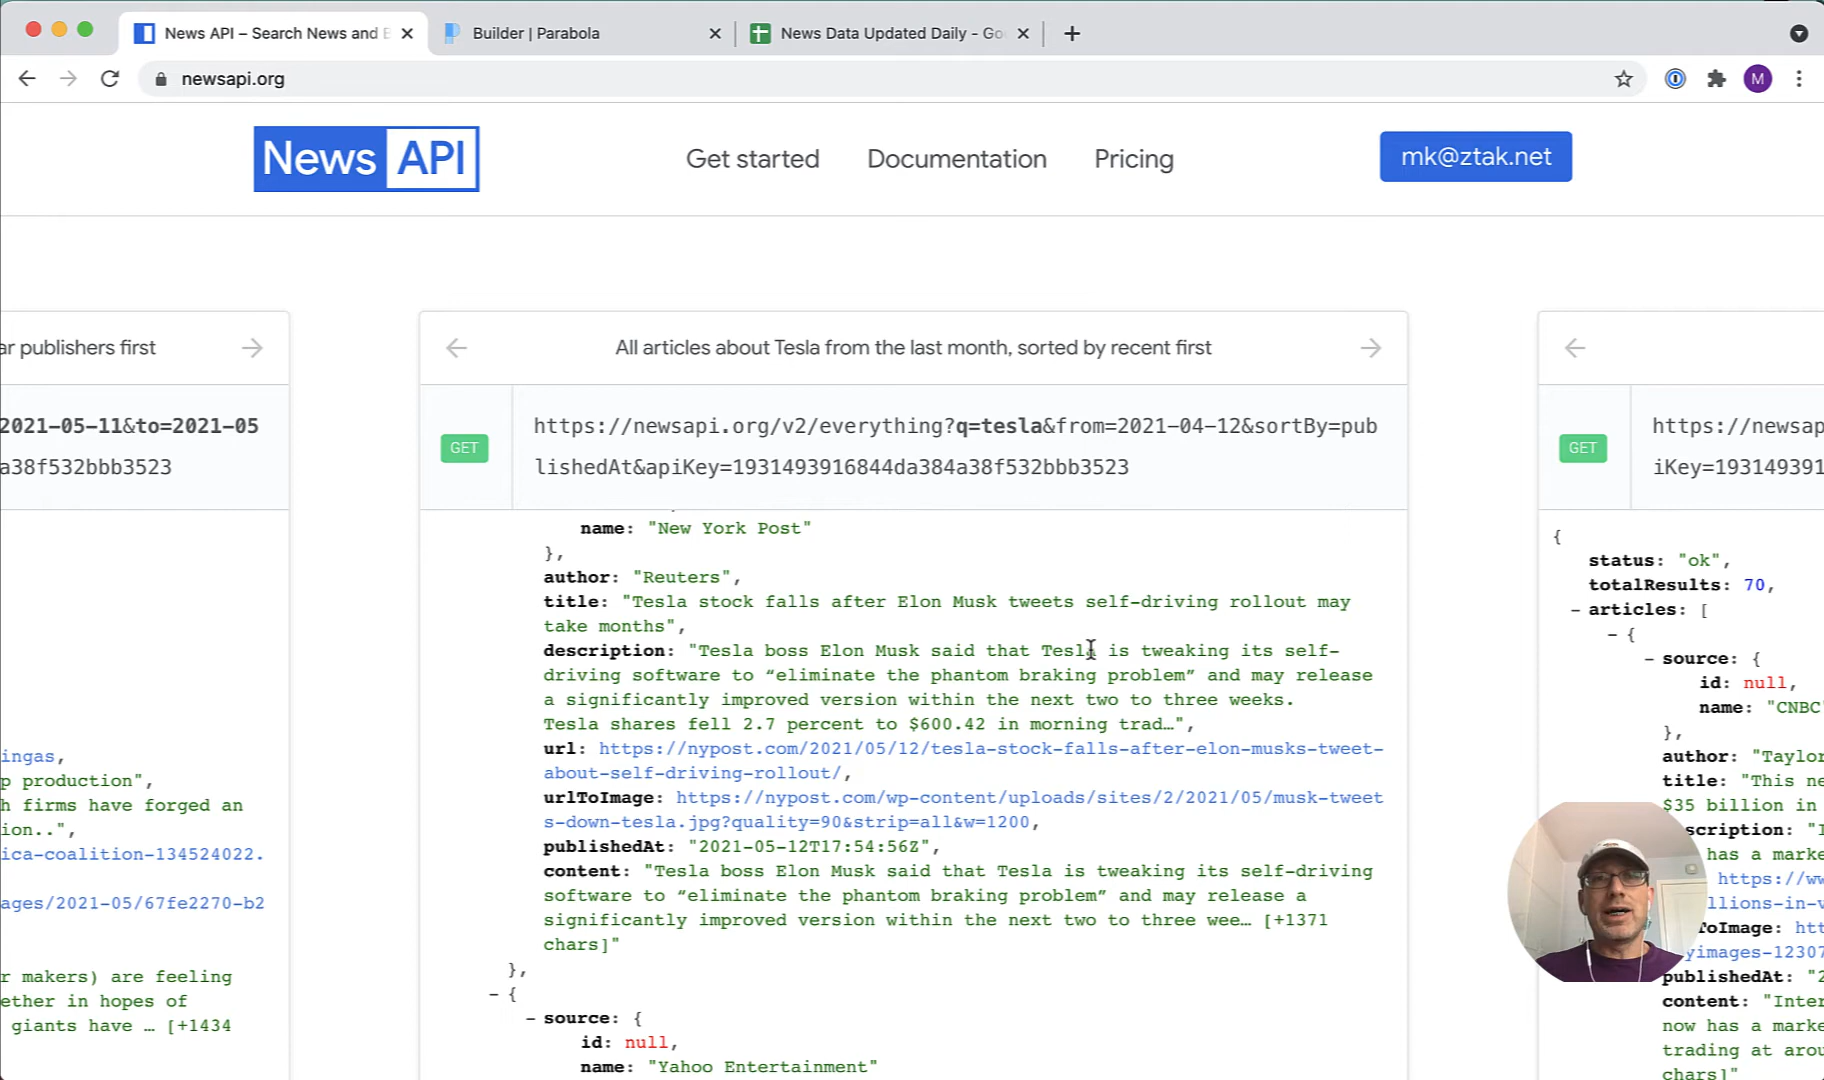 News API – Search News and B
Builder | Parabola
News Data Updated Daily - Goo
newsapi.org
M
News API
Get started
Documentation
Pricing
mk@ztak.net
ar publishers first
2021-05-11&to=2021-05
a38f532bbb3523
ingas,
p production",
h firms have forged an
ion..",
ica-coalition-134524022.
ages/2021-05/67fe2270-b2
r makers) are feeling
ether in hopes of
giants have … [+1434
All articles about Tesla from the last month, sorted by recent first
GET
https://newsapi.org/v2/everything?q=tesla&from=2021-04-12&sortBy=pub
lishedAt&apiKey=1931493916844da384a38f532bbb3523
name: "New York Post"
},
author: "Reuters",
title: "Tesla stock falls after Elon Musk tweets self-driving rollout may
take months",
description: "Tesla boss Elon Musk said that Tesla is tweaking its self-
driving software to “eliminate the phantom braking problem” and may release
a significantly improved version within the next two to three weeks.
Tesla shares fell 2.7 percent to $600.42 in morning trad…",
url: https://nypost.com/2021/05/12/tesla-stock-falls-after-elon-musks-tweet-
about-self-driving-rollout/,
urlToImage: https://nypost.com/wp-content/uploads/sites/2/2021/05/musk-tweet
s-down-tesla.jpg?quality=90&strip=all&w=1200,
publishedAt: "2021-05-12T17:54:56Z",
content: "Tesla boss Elon Musk said that Tesla is tweaking its self-driving
software to “eliminate the phantom braking problem” and may release a
significantly improved version within the next two to three wee… [+1371
chars]"
},
- {
- source: {
id: null,
name: "Yahoo Entertainment"
GET
https://newsap
iKey=193149391
{
status: "ok",
totalResults: 70,
- articles: [
- {
- source: {
id: null,
name: "CNBC"
},
author: "Taylor
title: "This ne
$35 billion in
scription: "I
has a marke
https://ww
llions-in-v
ToImage: htt
yimages-12307
publishedAt: "2
content: "Inter
now has a marke
trading at arou
chars]"